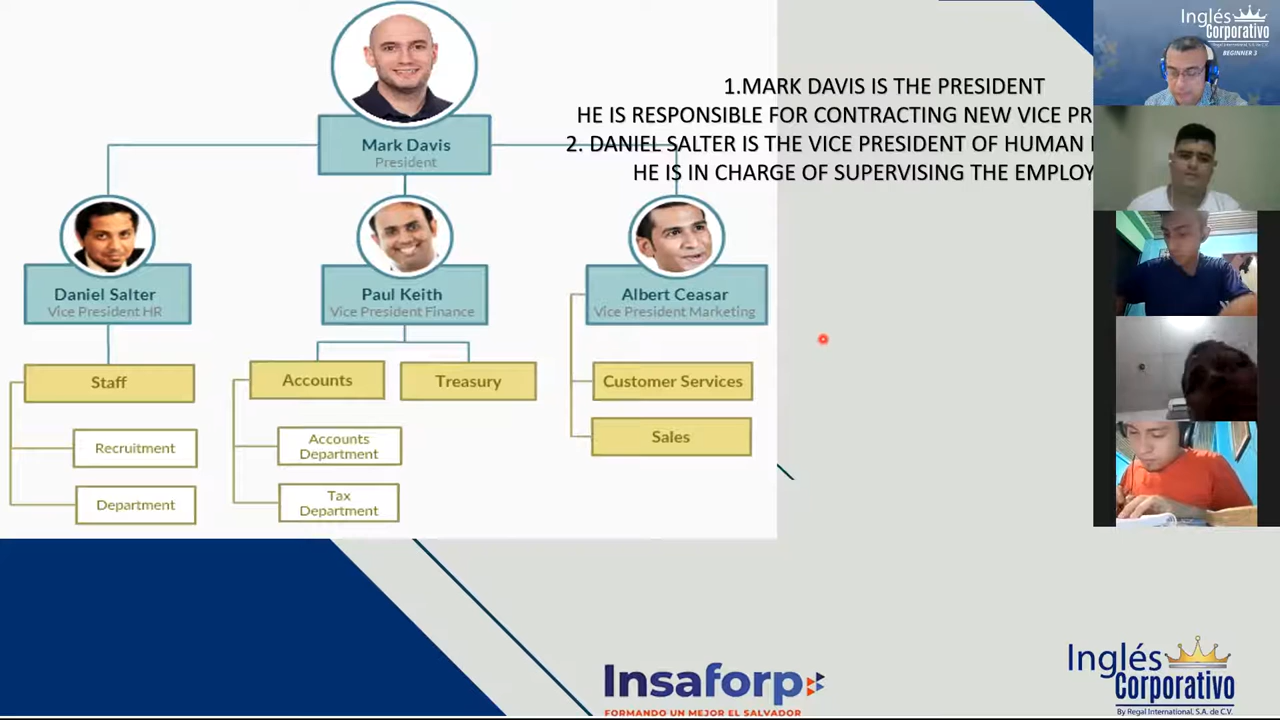 Mark Davis
President
Daniel Salter
Vice President HR
Paul Keith
Vice President Finance
Albert Ceasar
Vice President Marketing
Staff
Recruitment
Department
Accounts
Treasury
Accounts
Department
Tax
Department
Customer Services
Sales
1.MARK DAVIS IS THE PRESIDENT
HE IS RESPONSIBLE FOR CONTRACTING NEW VICE PR
2. DANIEL SALTER IS THE VICE PRESIDENT OF HUMAN
HE IS IN CHARGE OF SUPERVISING THE EMPLOY
Inglés
Corporativo
By Regal International, S.A. de C.V.
BEGINNER 3
Insaforp
FORMANDO UN MEJOR EL SALVADOR
Inglés
Corporativo
By Regal International, S.A. de C.V.